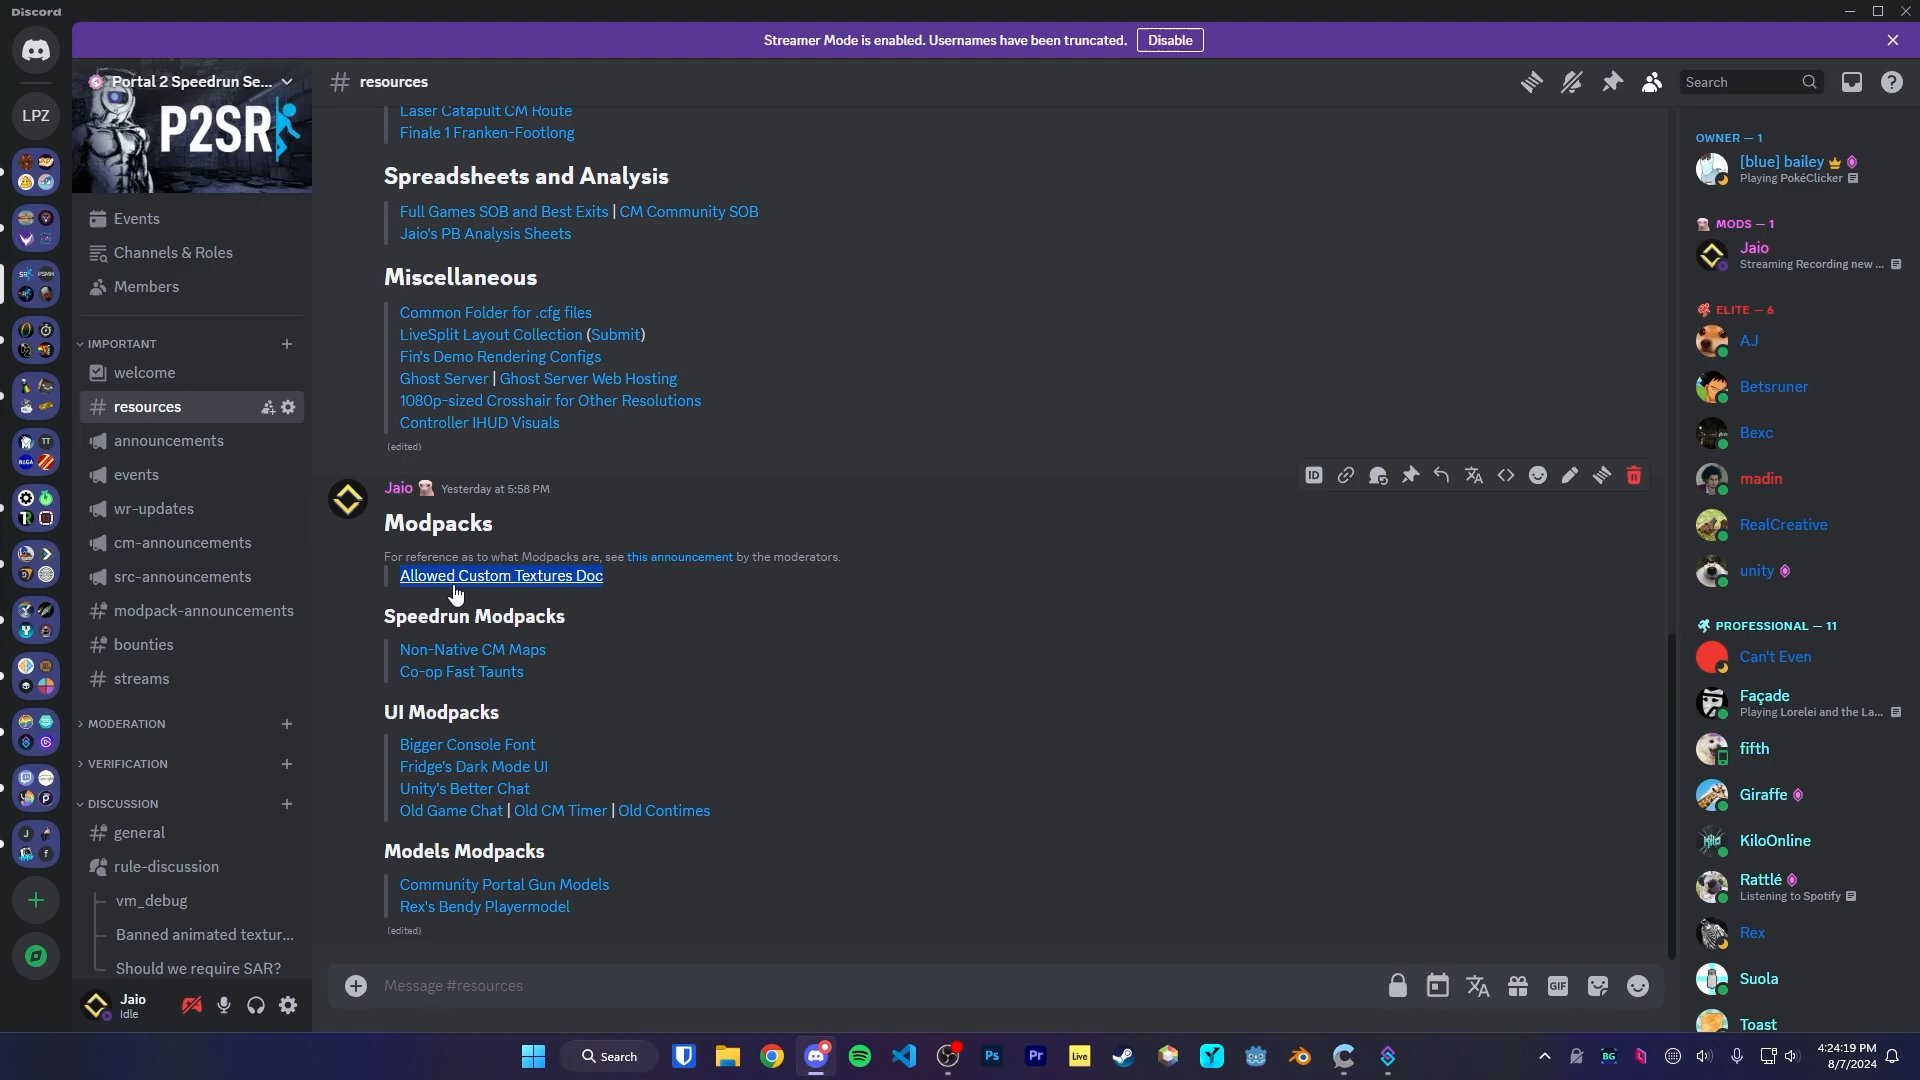 Discord
Streamer Mode is enabled. Usernames have been truncated. Disable
LPZ
Portal 2 Speedrun Se...
P2SR
Events
Channels & Roles
Members
IMPORTANT
welcome
resources
announcements
events
wr-updates
cm-announcements
src-announcements
modpack-announcements
bounties
streams
MODERATION
VERIFICATION
DISCUSSION
general
rule-discussion
vm_debug
Banned animated textur...
Should we require SAR?
Jaio
Idle
resources
Search
Laser Catapult CM Route
Finale 1 Franken-Footlong
Spreadsheets and Analysis
Full Games SOB and Best Exits | CM Community SOB
Jaio's PB Analysis Sheets
Miscellaneous
Common Folder for .cfg files
LiveSplit Layout Collection (Submit)
Fin's Demo Rendering Configs
Ghost Server | Ghost Server Web Hosting
1080p-sized Crosshair for Other Resolutions
Controller IHUD Visuals
(edited)
Jaio Yesterday at 5:58 PM
ID
Modpacks
For reference as to what Modpacks are, see this announcement by the moderators.
Allowed Custom Textures Doc
Speedrun Modpacks
Non-Native CM Maps
Co-op Fast Taunts
UI Modpacks
Bigger Console Font
Fridge's Dark Mode UI
Unity's Better Chat
Old Game Chat | Old CM Timer | Old Contimes
Models Modpacks
Community Portal Gun Models
Rex's Bendy Playermodel
(edited)
Message #resources
GIF
OWNER — 1
[blue] bailey
Playing PokéClicker
MODS — 1
Jaio
Streaming Recording new ...
ELITE — 6
AJ
Betsruner
Bexc
madin
RealCreative
unity
PROFESSIONAL — 11
Can't Even
Façade
Playing Lorelei and the La...
fifth
Giraffe
KiloOnline
Rattlé
Listening to Spotify
Rex
Suola
Toast
Search
Ps
Pr
Live
BG
4:24:19 PM
8/7/2024